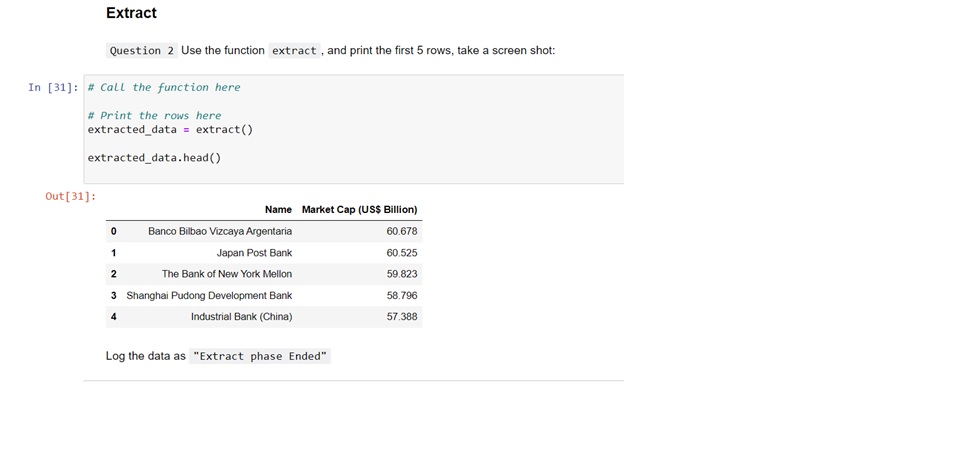 Extract
Question 2 Use the function extract , and print the first 5 rows, take a screen shot:
In [31]: # Call the function here
# Print the rows here
extracted_data = extract()
extracted_data.head()
Out[31]:
Name Market Cap (US$ Billion)
0 Banco Bilbao Vizcaya Argentaria 60.678
1 Japan Post Bank 60.525
2 The Bank of New York Mellon 59.823
3 Shanghai Pudong Development Bank 58.796
4 Industrial Bank (China) 57.388
Log the data as "Extract phase Ended"